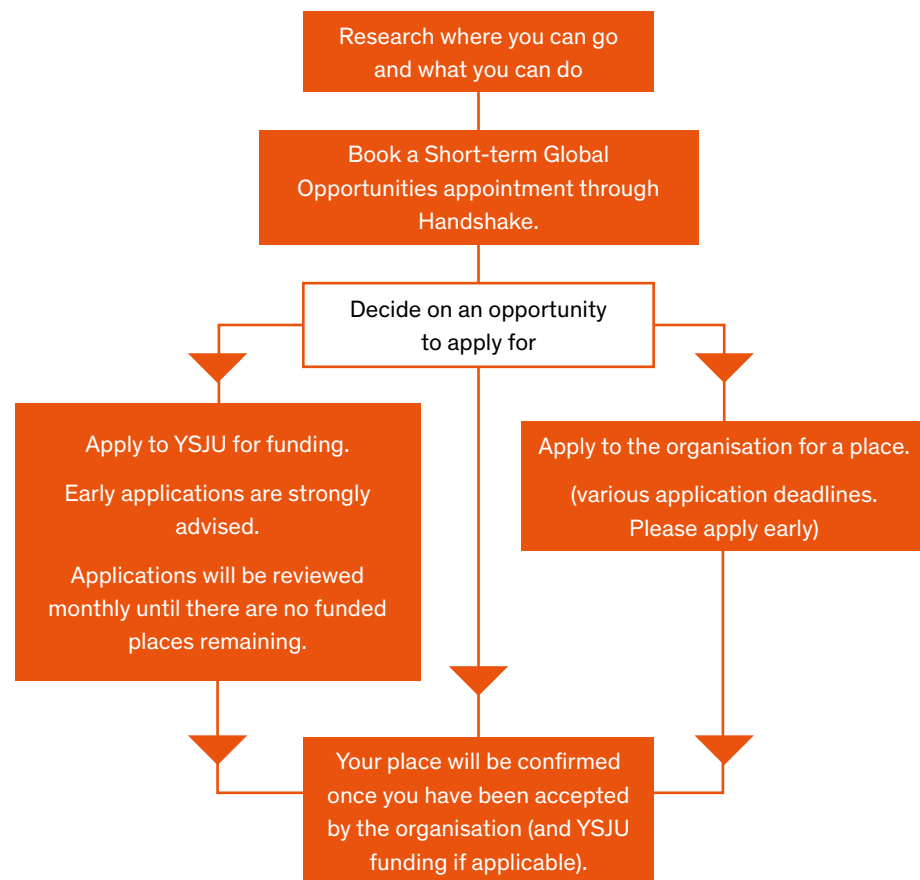 Research where you can go
and what you can do
Book a Short-term Global
Opportunities appointment through
Handshake.
Decide on an opportunity
to apply for
Apply to YSJU for funding.
Early applications are strongly
advised.
Applications will be reviewed
monthly until there are no funded
places remaining.
Apply to the organisation for a place.
(various application deadlines.
Please apply early)
Your place will be confirmed
once you have been accepted
by the organisation (and YSJU
funding if applicable).